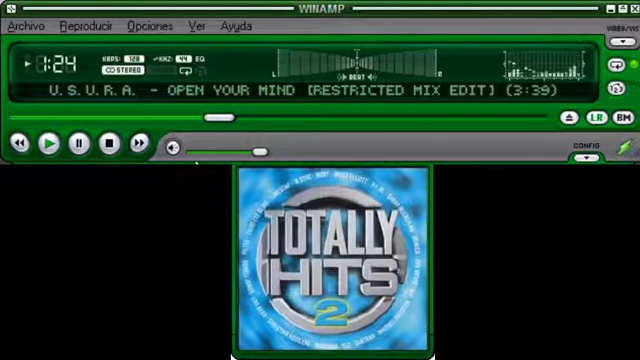 WINAMP
Archivo Reproducir Opciones Ver Ayuda
1:24
KBPS: 128 KHZ: 44 EQ
STEREO
L R
BEAT
U.S.U.R.A. - OPEN YOUR MIND [RESTRICTED MIX EDIT] (3:39)
LR BM
CONFIG
TOTALLY
HITS
2